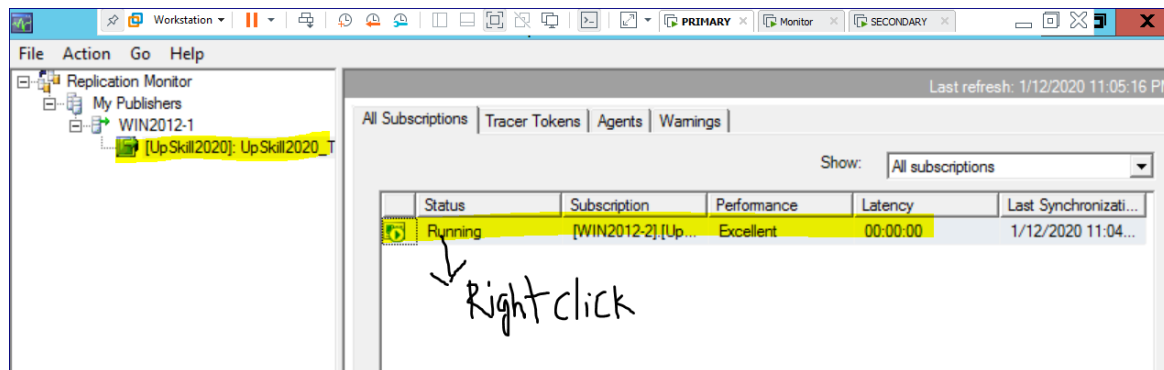 Workstation PRIMARY Monitor SECONDARY
File Action Go Help
Replication Monitor
My Publishers
WIN2012-1
[UpSkill2020]: UpSkill2020_T
Last refresh: 1/12/2020 11:05:16 P
All Subscriptions Tracer Tokens Agents Warnings
Show: All subscriptions
Status Subscription Performance Latency Last Synchronizati...
Running [WIN2012-2].[Up... Excellent 00:00:00 1/12/2020 11:04...
Right click